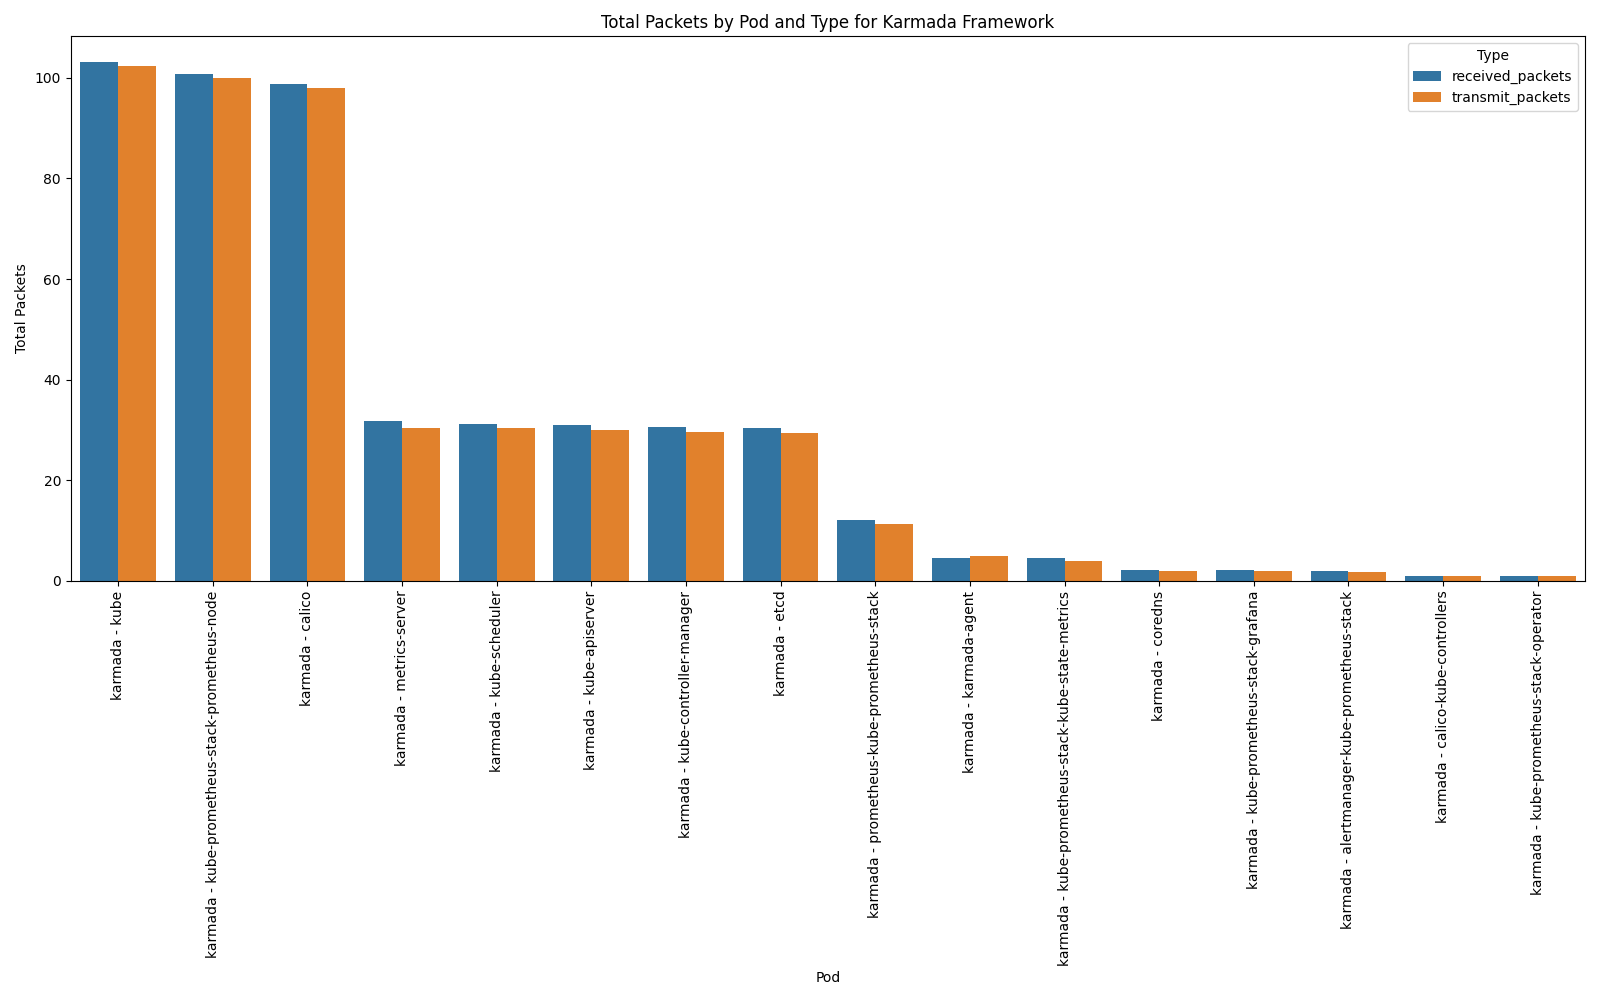 Total Packets by Pod and Type for Karmada Framework
Type
received_packets
transmit_packets
Total Packets
100
80
60
40
20
0
karmada - kube
karmada - kube-prometheus-stack-prometheus-node
karmada - calico
karmada - metrics-server
karmada - kube-scheduler
karmada - kube-apiserver
karmada - kube-controller-manager
karmada - etcd
karmada - prometheus-kube-prometheus-stack
karmada - karmada-agent
karmada - kube-prometheus-stack-kube-state-metrics
karmada - coredns
karmada - kube-prometheus-stack-grafana
karmada - alertmanager-kube-prometheus-stack
karmada - calico-kube-controllers
karmada - kube-prometheus-stack-operator
Pod